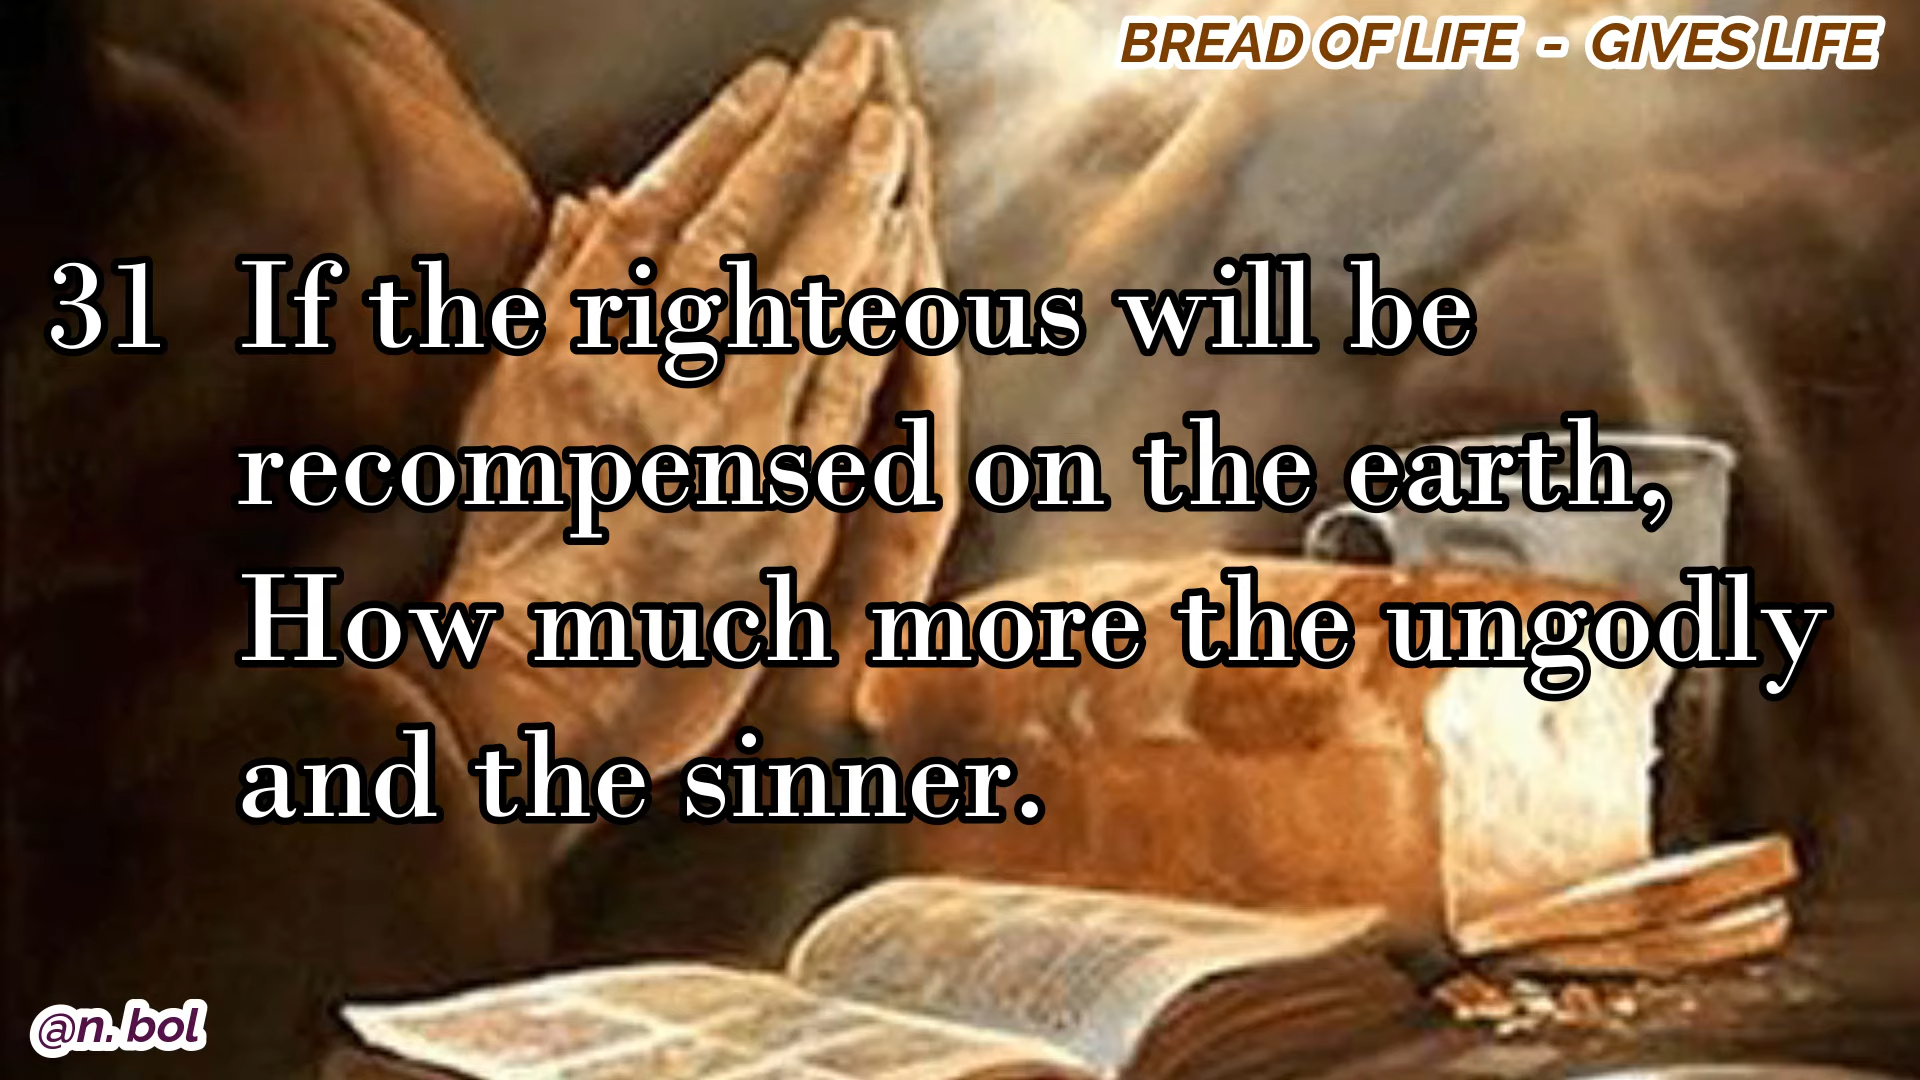 BREAD OF LIFE - GIVES LIFE
31 If the righteous will be
recompensed on the earth,
How much more the ungodly
and the sinner.
@n. bol